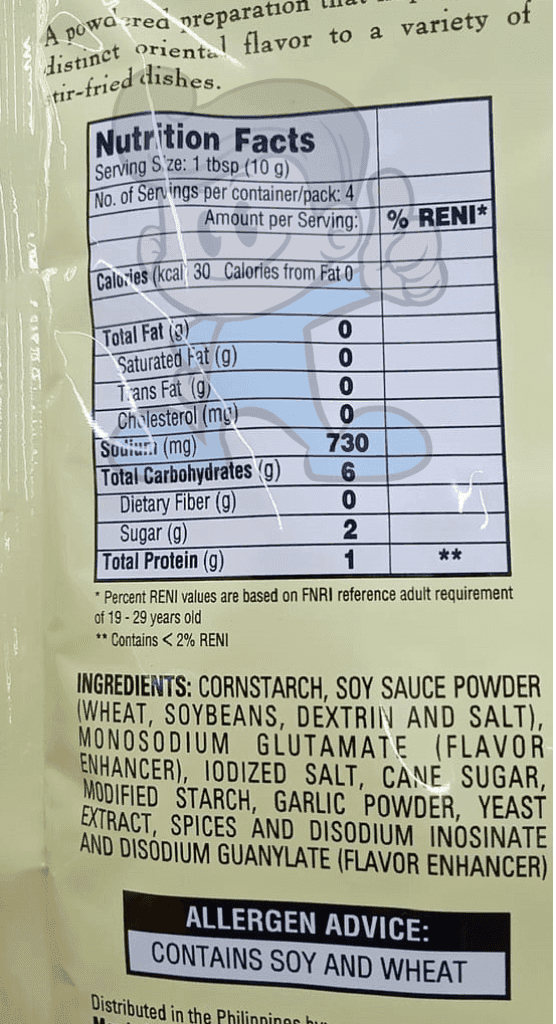 A powdered preparation that
distinct oriental flavor to a variety of
stir-fried dishes.
Nutrition Facts
Serving Size: 1 tbsp (10 g)
No. of Servings per container/pack: 4
Amount per Serving: % RENI*
Calories (kcal) 30 Calories from Fat 0
Total Fat (g) 0
Saturated Fat (g) 0
Trans Fat (g) 0
Cholesterol (mg) 0
Sodium (mg) 730
Total Carbohydrates (g) 6
Dietary Fiber (g) 0
Sugar (g) 2
Total Protein (g) 1 **
* Percent RENI values are based on FNRI reference adult requirement
of 19 - 29 years old
** Contains < 2% RENI
INGREDIENTS: CORNSTARCH, SOY SAUCE POWDER
(WHEAT, SOYBEANS, DEXTRIN AND SALT),
MONOSODIUM GLUTAMATE (FLAVOR
ENHANCER), IODIZED SALT, CANE SUGAR,
MODIFIED STARCH, GARLIC POWDER, YEAST
EXTRACT, SPICES AND DISODIUM INOSINATE
AND DISODIUM GUANYLATE (FLAVOR ENHANCER)
ALLERGEN ADVICE:
CONTAINS SOY AND WHEAT
Distributed in the Philippines by